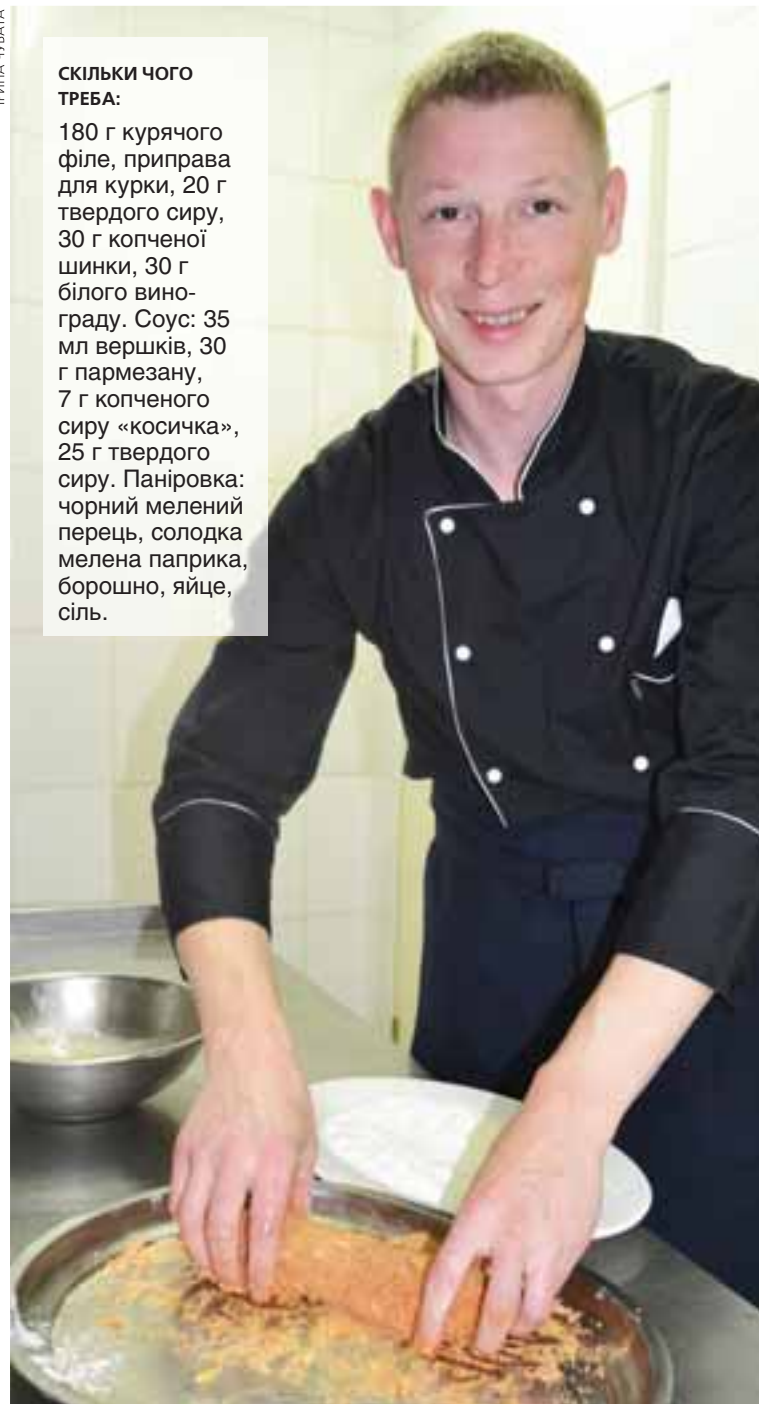 СКІЛЬКИ ЧОГО
ТРЕБА:
180 г курячого
філе, приправа
для курки, 20 г
твердого сиру,
30 г копченої
шинки, 30 г
білого вино-
граду. Соус: 35
мл вершків, 30
г пармезану,
7 г копченого
сиру «косичка»,
25 г твердого
сиру. Паніровка:
чорний мелений
перець, солодка
мелена паприка,
борошно, яйце,
сіль.